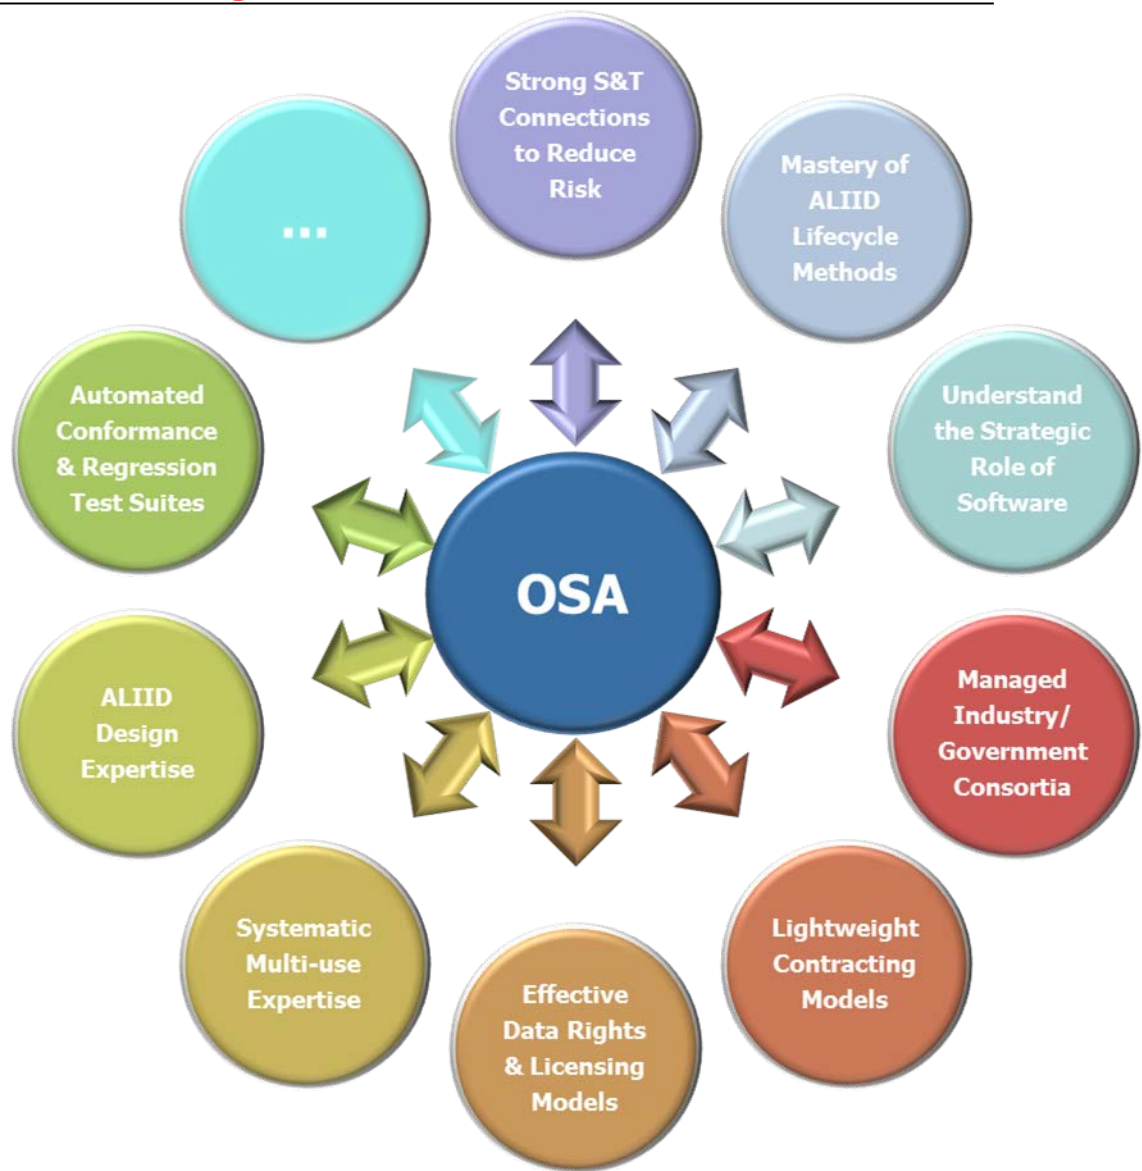 Strong S&T
Connections
to Reduce
Risk
Mastery of
ALIID
Lifecycle
Methods
Understand
the Strategic
Role of
Software
Managed
Industry/
Government
Consortia
Lightweight
Contracting
Models
Effective
Data Rights
& Licensing
Models
Systematic
Multi-use
Expertise
ALIID
Design
Expertise
Automated
Conformance
& Regression
Test Suites
...
OSA